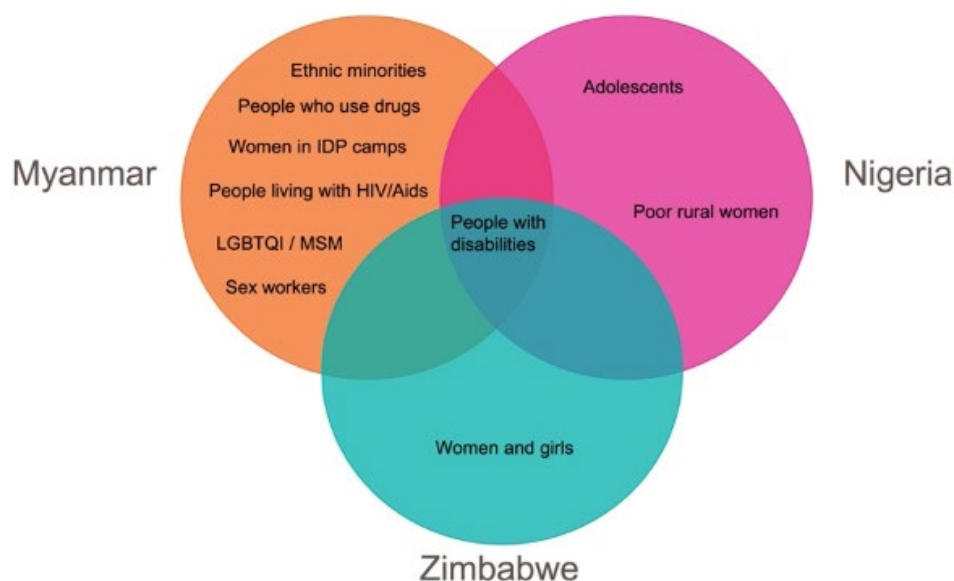 Ethnic minorities
Adolescents
People who use drugs
Women in IDP camps
Myanmar
Nigeria
People living with HIV/Aids
Poor rural women
People with
disabilities
LGBTQI / MSM
Sex workers
Women and girls
Zimbabwe